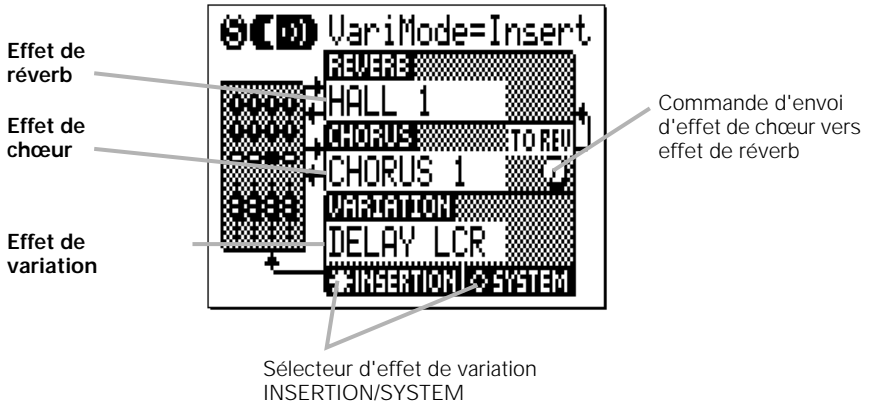 VariMode=Insert
Effet de
réverb
REVERB
HALL 1
Effet de
chœur
CHORUS
TO REV
CHORUS 1
Commande d'envoi
d'effet de chœur vers
effet de réverb
VARIATION
Effet de
variation
DELAY LCR
INSERTION
SYSTEM
Sélecteur d'effet de variation
INSERTION/SYSTEM